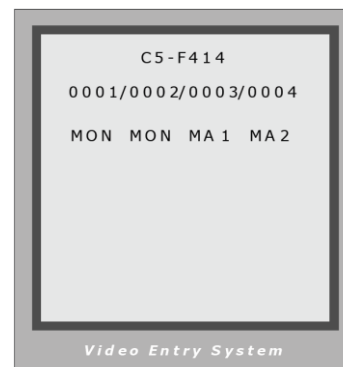 C5-F414
0001/0002/0003/0004
MON MON MA1 MA2
Video Entry System